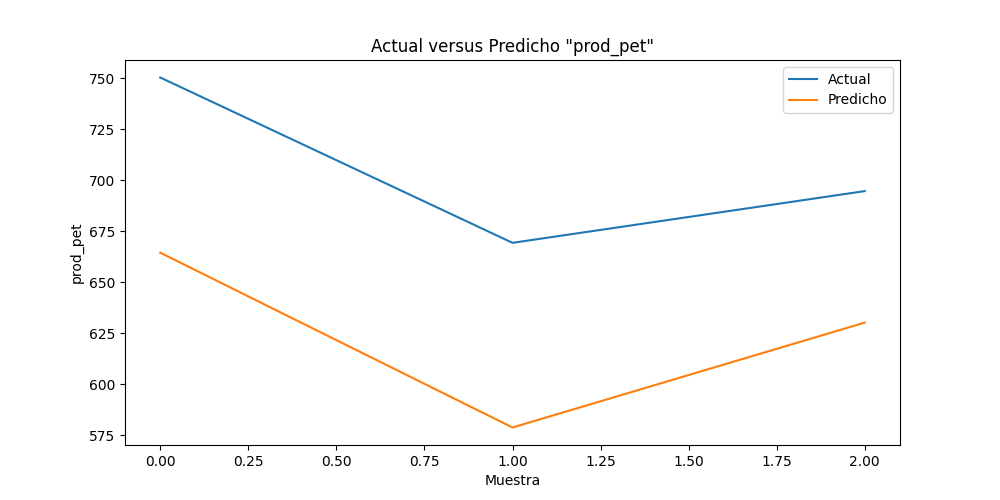 Actual versus Predicho "prod_pet"
Actual
Predicho
prod_pet
750
725
700
675
650
625
600
575
0.00 0.25 0.50 0.75 1.00 1.25 1.50 1.75 2.00
Muestra